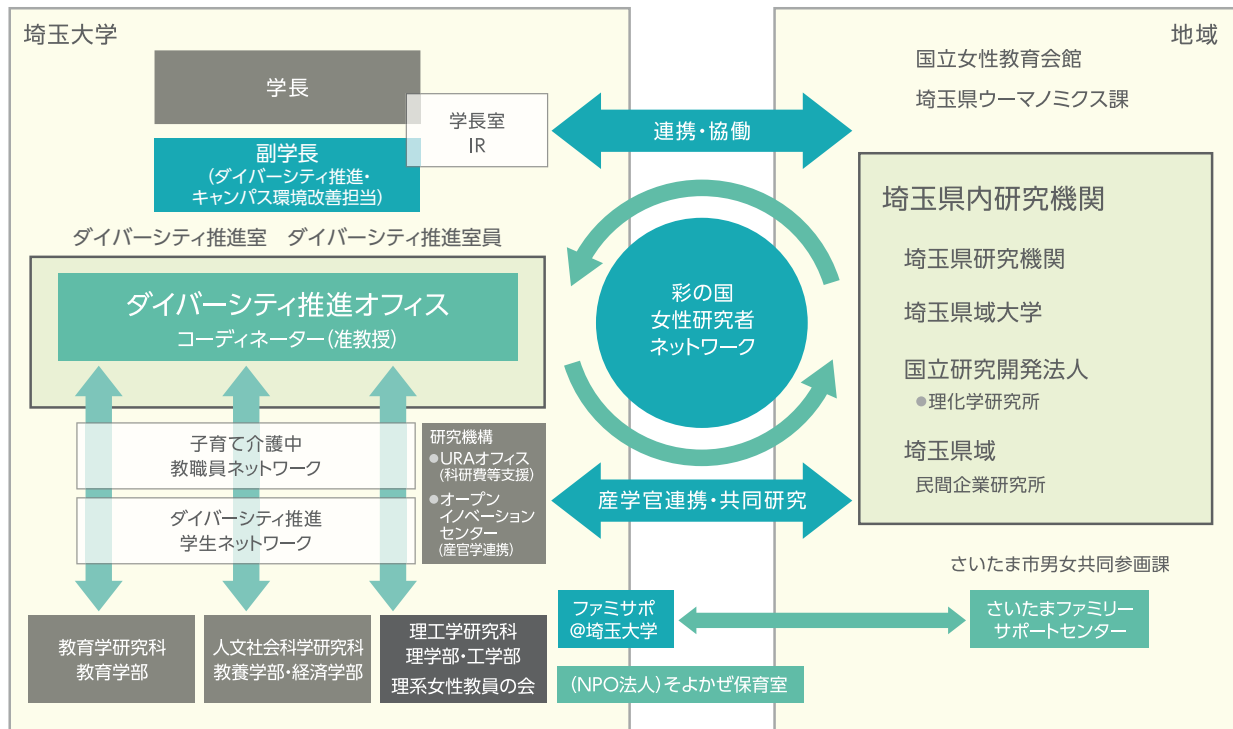 埼玉大学
学長
学長室
IR
副学長
(ダイバーシティ推進・
キャンパス環境改善担当)
ダイバーシティ推進室 ダイバーシティ推進室員
ダイバーシティ推進オフィス
コーディネーター(准教授)
子育て介護中
教職員ネットワーク
ダイバーシティ推進
学生ネットワーク
研究機構
●URAオフィス
(科研費等支援)
●オープン
イノベーション
センター
(産官学連携)
教育学研究科
教育学部
人文社会科学研究科
教養学部・経済学部
理工学研究科
理学部・工学部
理系女性教員の会
連携・協働
彩の国
女性研究者
ネットワーク
産学官連携・共同研究
ファミサポ
@埼玉大学
(NPO法人)そよかぜ保育室
地域
国立女性教育会館
埼玉県ウーマノミクス課
埼玉県内研究機関
埼玉県研究機関
埼玉県域大学
国立研究開発法人
●理化学研究所
埼玉県域
民間企業研究所
さいたま市男女共同参画課
さいたまファミリー
サポートセンター